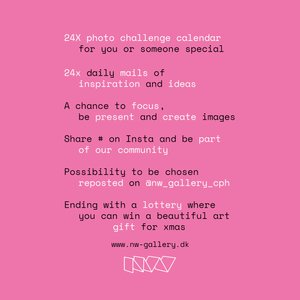 24X photo challenge calendar
for you or someone special
24x daily mails of
inspiration and ideas
A chance to focus,
be present and create images
Share # on Insta and be part
of our community
Possibility to be chosen
reposted on @nw_gallery_cph
Ending with a lottery where
you can win a beautiful art
gift for xmas
www.nw-gallery.dk